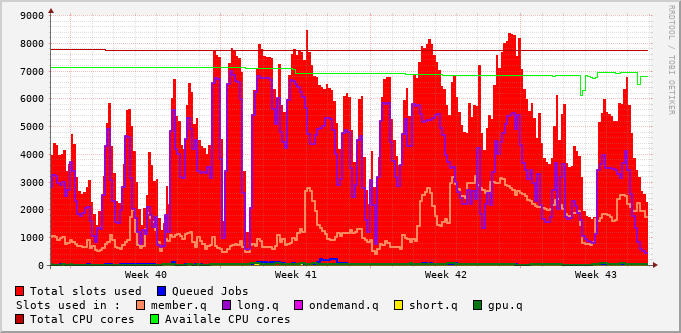 9000
8000
7000
6000
5000
4000
3000
2000
1000
0
Week 40 Week 41 Week 42 Week 43
Total slots used Queued Jobs
Slots used in : member.q long.q ondemand.q short.q gpu.q
Total CPU cores Availale CPU cores
RRDTOOL / TOBI OETIKER